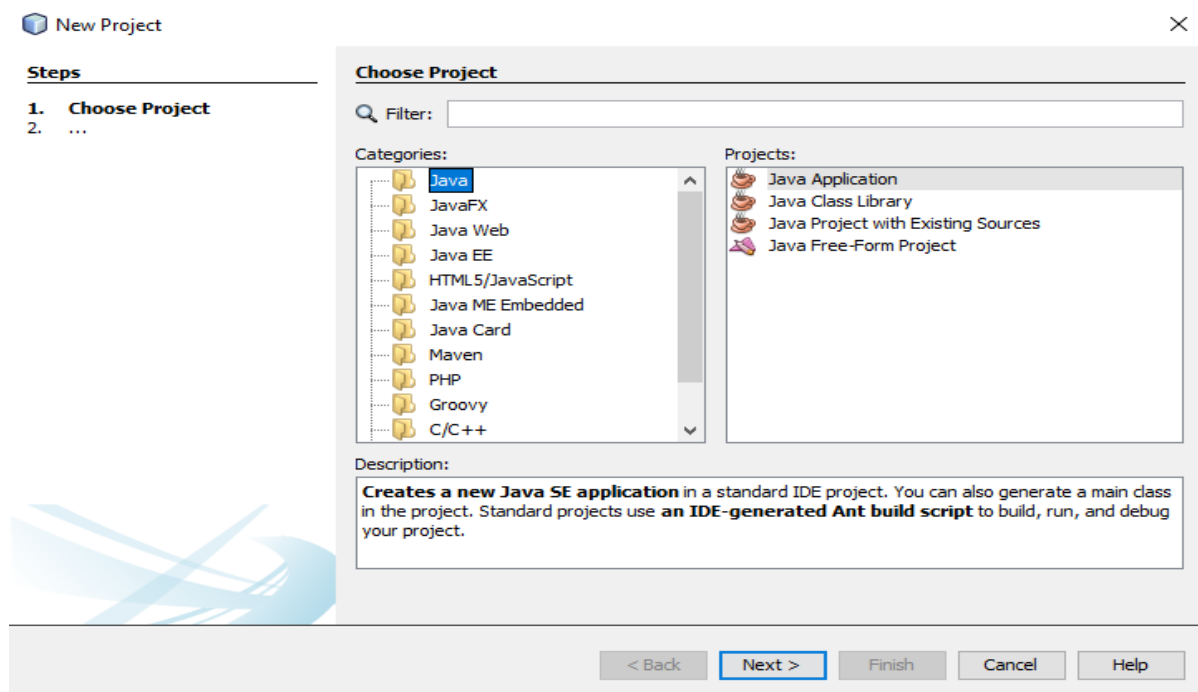 New Project
Steps
1. Choose Project
2. ...
Choose Project
Filter:
Categories:
Java
JavaFX
Java Web
Java EE
HTML5/JavaScript
Java ME Embedded
Java Card
Maven
PHP
Groovy
C/C++
Projects:
Java Application
Java Class Library
Java Project with Existing Sources
Java Free-Form Project
Description:
Creates a new Java SE application in a standard IDE project. You can also generate a main class
in the project. Standard projects use an IDE-generated Ant build script to build, run, and debug
your project.
< Back
Next >
Finish
Cancel
Help